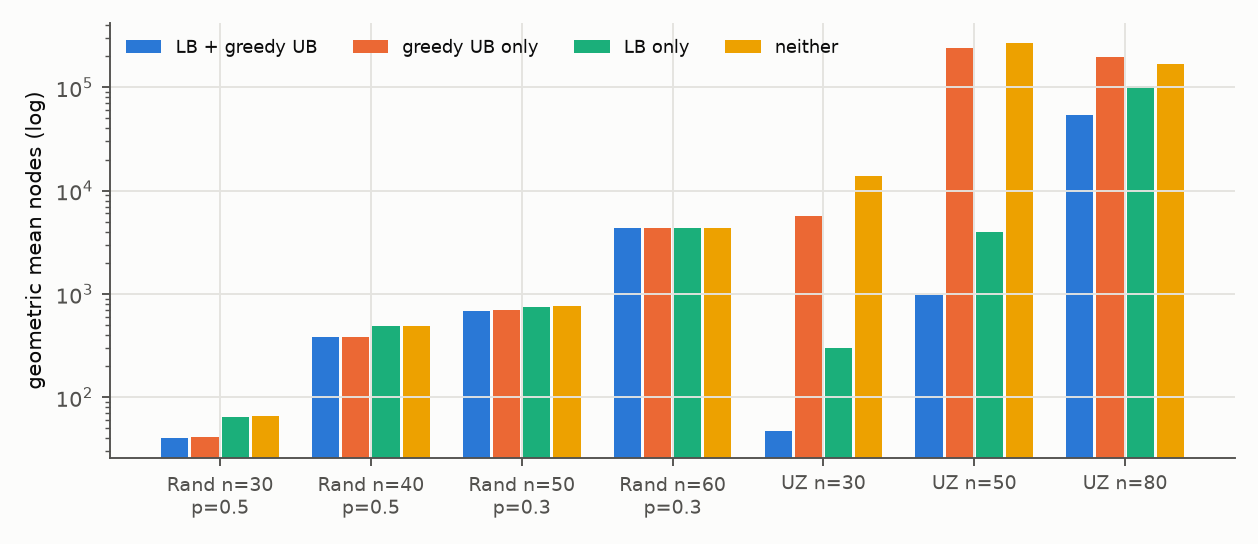 LB + greedy UB greedy UB only LB only neither
geometric mean nodes (log)
10^5
10^4
10^3
10^2
Rand n=30 Rand n=40 Rand n=50 Rand n=60 UZ n=30 UZ n=50 UZ n=80
p=0.5 p=0.5 p=0.3 p=0.3